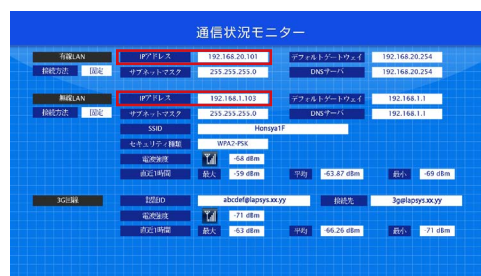 通信状況モニター
有線LAN IPアドレス 192.168.20.101 デフォルトゲートウェイ 192.168.20.254
接続方法 固定 サブネットマスク 255.255.255.0 DNSサーバ 192.168.20.254
無線LAN IPアドレス 192.168.1.103 デフォルトゲートウェイ 192.168.1.1
接続方法 固定 サブネットマスク 255.255.255.0 DNSサーバ 192.168.1.1
SSID Honsya1F
セキュリティ種類 WPA2-PSK
電波強度 -68 dBm
直近1時間 最大 -59 dBm 平均 -63.87 dBm 最小 -69 dBm
3G回線 認証ID abcdef@lapsys.xx.yy 接続先 3g@lapsys.xx.yy
電波強度 -71 dBm
直近1時間 最大 -63 dBm 平均 -66.26 dBm 最小 -71 dBm